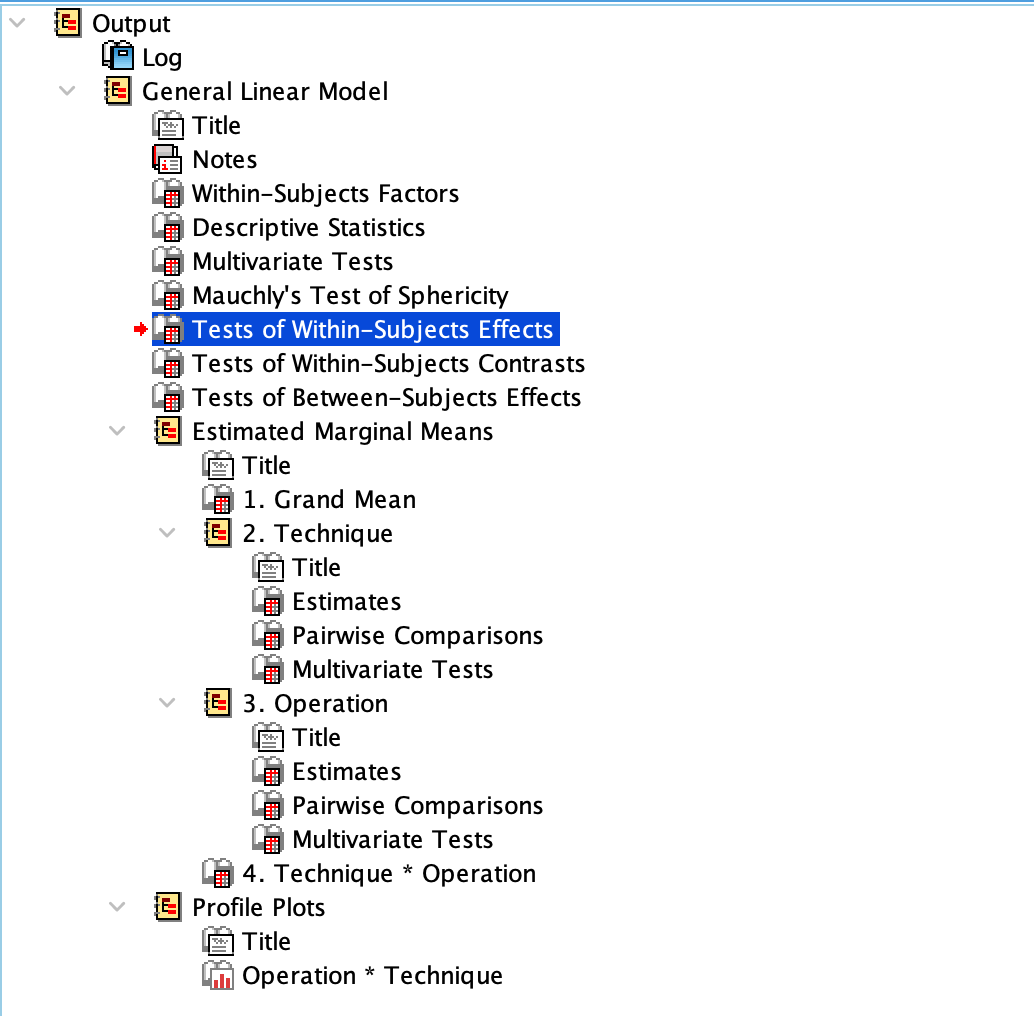 Output
Log
General Linear Model
Title
Notes
Within-Subjects Factors
Descriptive Statistics
Multivariate Tests
Mauchly's Test of Sphericity
Tests of Within-Subjects Effects
Tests of Within-Subjects Contrasts
Tests of Between-Subjects Effects
Estimated Marginal Means
Title
1. Grand Mean
2. Technique
Title
Estimates
Pairwise Comparisons
Multivariate Tests
3. Operation
Title
Estimates
Pairwise Comparisons
Multivariate Tests
4. Technique * Operation
Profile Plots
Title
Operation * Technique